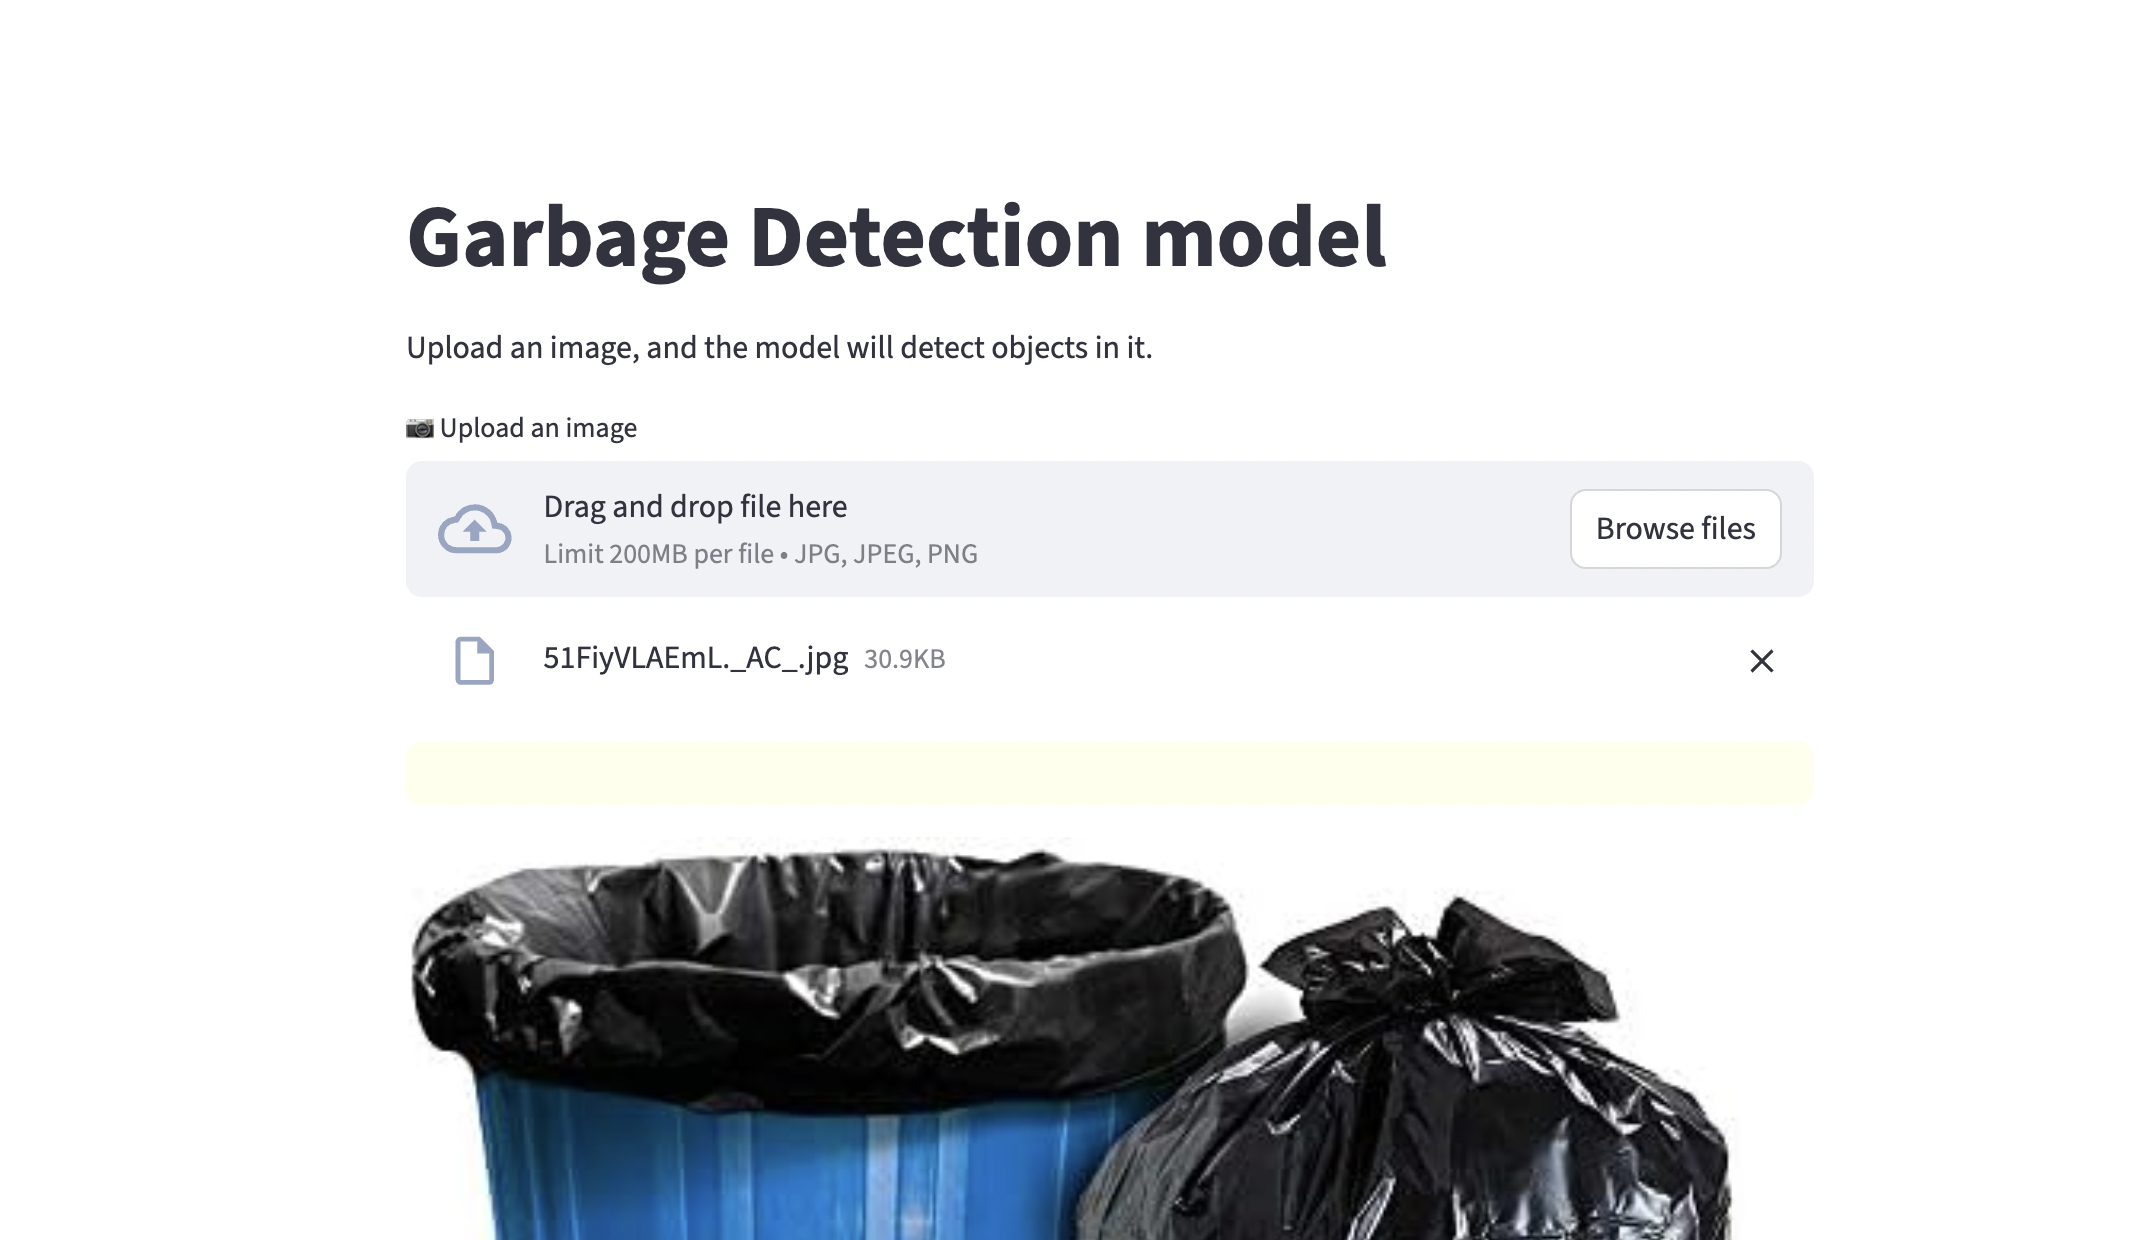 Garbage Detection model
Upload an image, and the model will detect objects in it.
📷 Upload an image
Drag and drop file here
Limit 200MB per file • JPG, JPEG, PNG
Browse files
51FiyVLAEmL._AC_.jpg 30.9KB